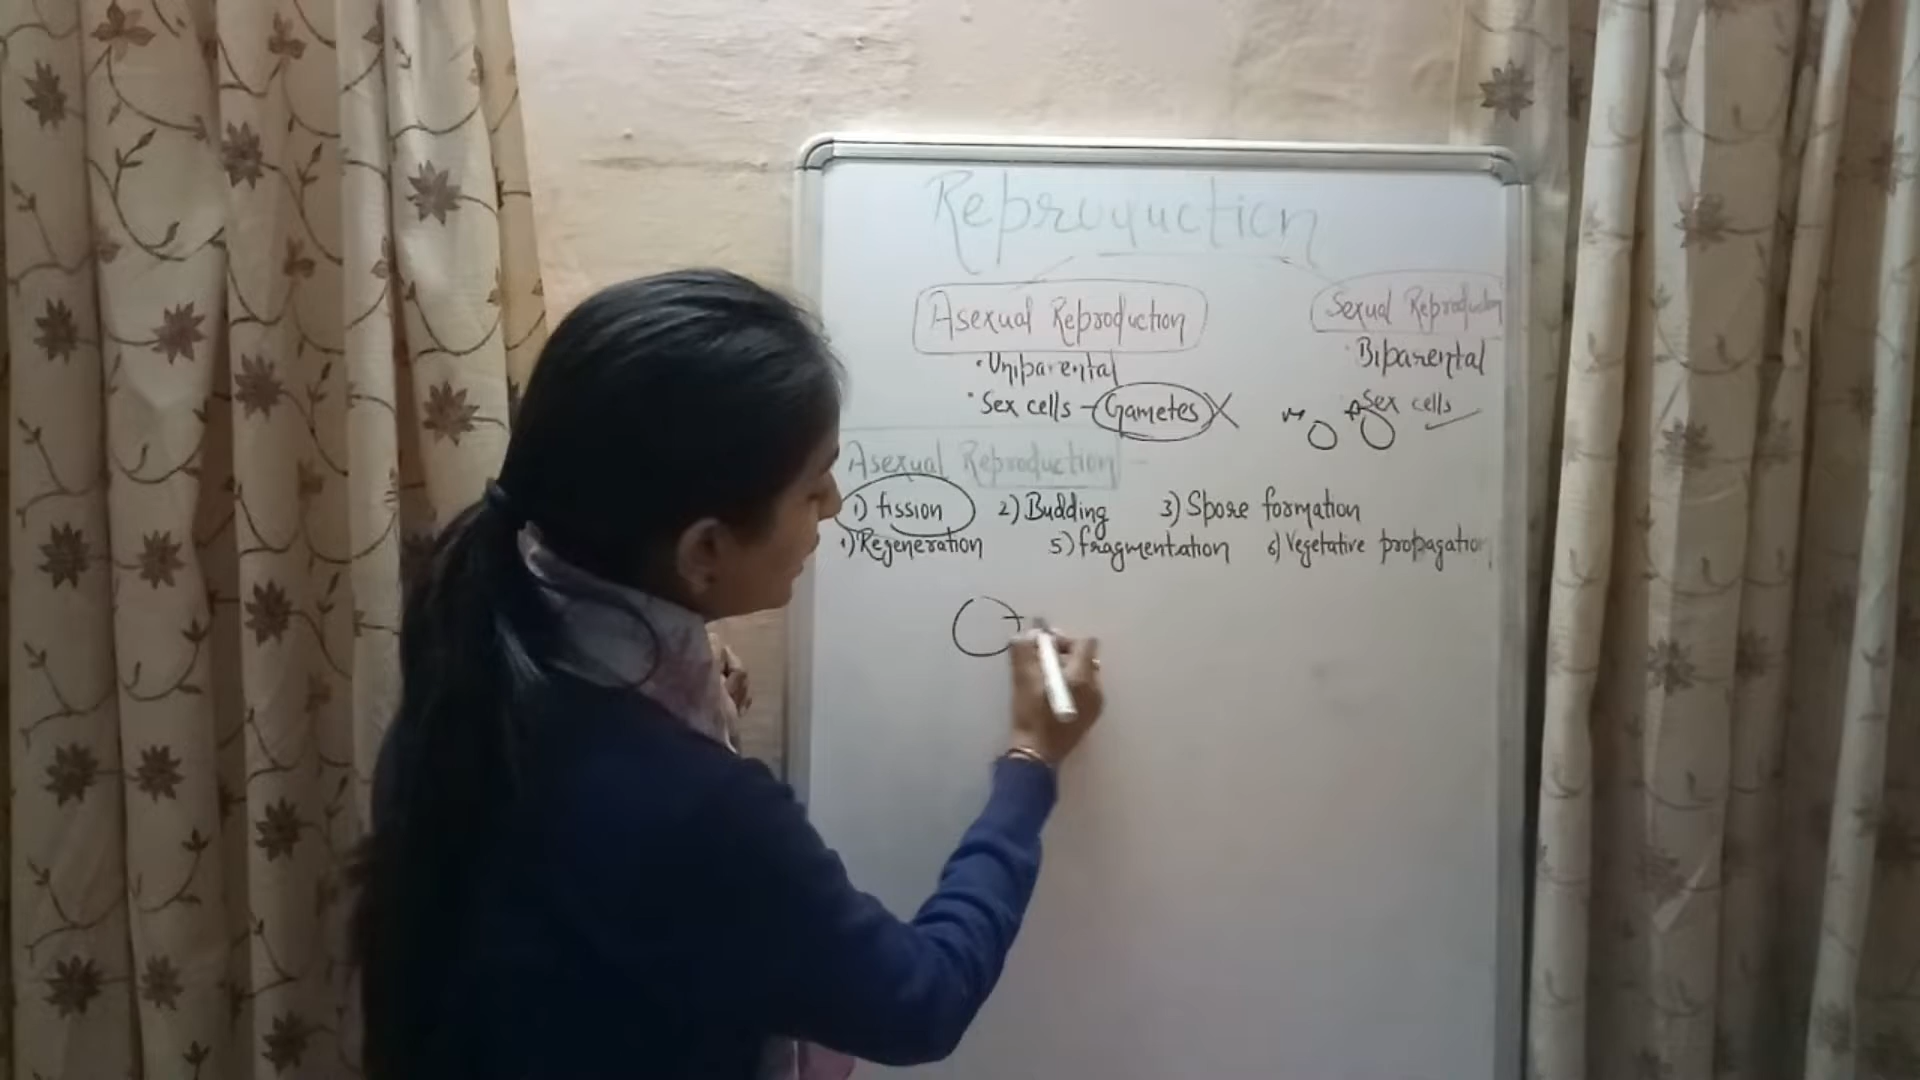 Reproduction
Asexual Reproduction Sexual Reproduction
• Uniparental • Biparental
• Sex cells - Gametes X Sex cells
Asexual Reproduction -
1) fission 2) Budding 3) Spore formation
) Regeneration 5) fragmentation 6) Vegetative propagation